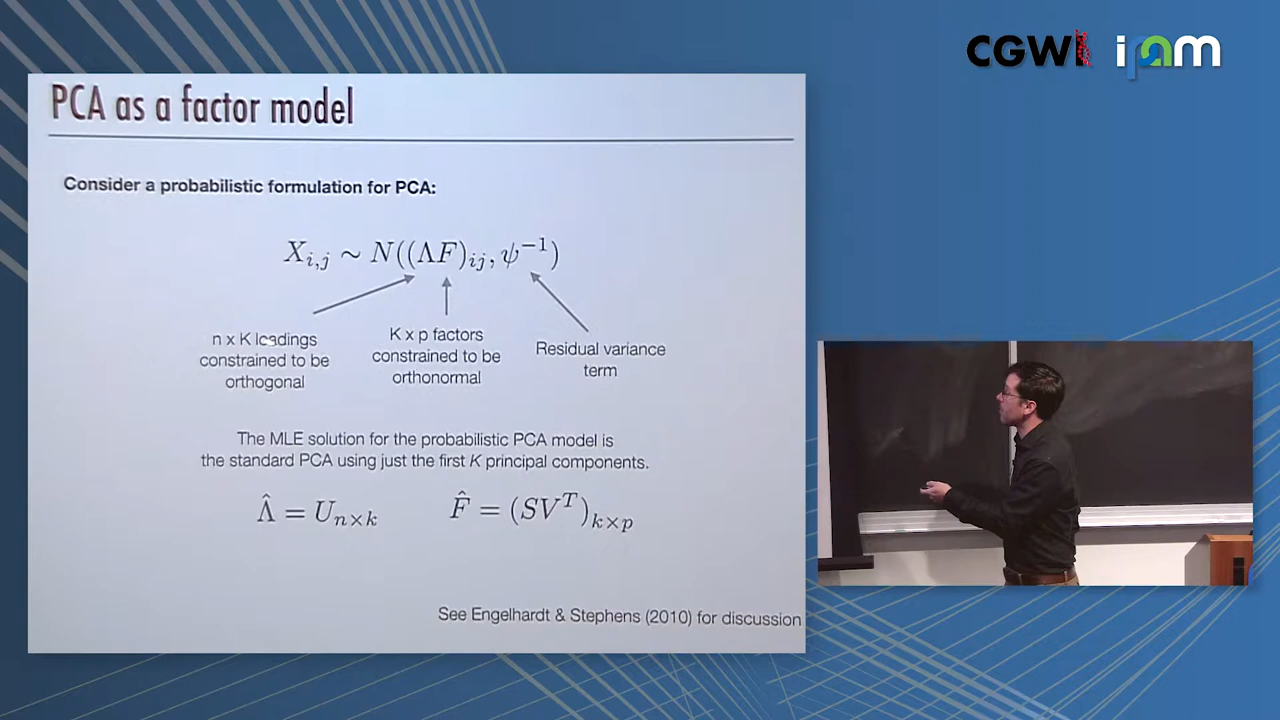 CGWI ipam
PCA as a factor model
Consider a probabilistic formulation for PCA:
X_{i,j} ~ N((ΛF)_{ij}, ψ^{-1})
n x K loadings
constrained to be
orthogonal
K x p factors
constrained to be
orthonormal
Residual variance
term
The MLE solution for the probabilistic PCA model is
the standard PCA using just the first K principal components.
Λ̂ = U_{n×k} F̂ = (SV^T)_{k×p}
See Engelhardt & Stephens (2010) for discussion